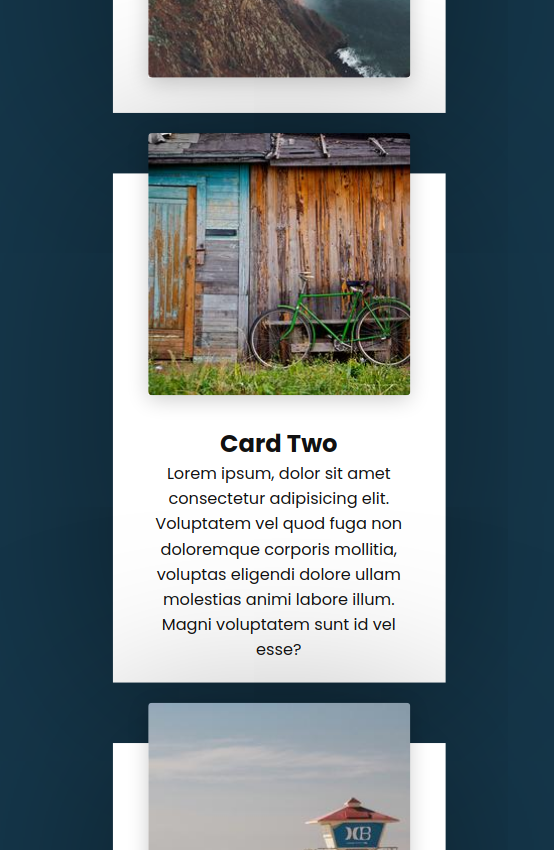 Card Two
Lorem ipsum, dolor sit amet
consectetur adipisicing elit.
Voluptatem vel quod fuga non
doloremque corporis mollitia,
voluptas eligendi dolore ullam
molestias animi labore illum.
Magni voluptatem sunt id vel
esse?